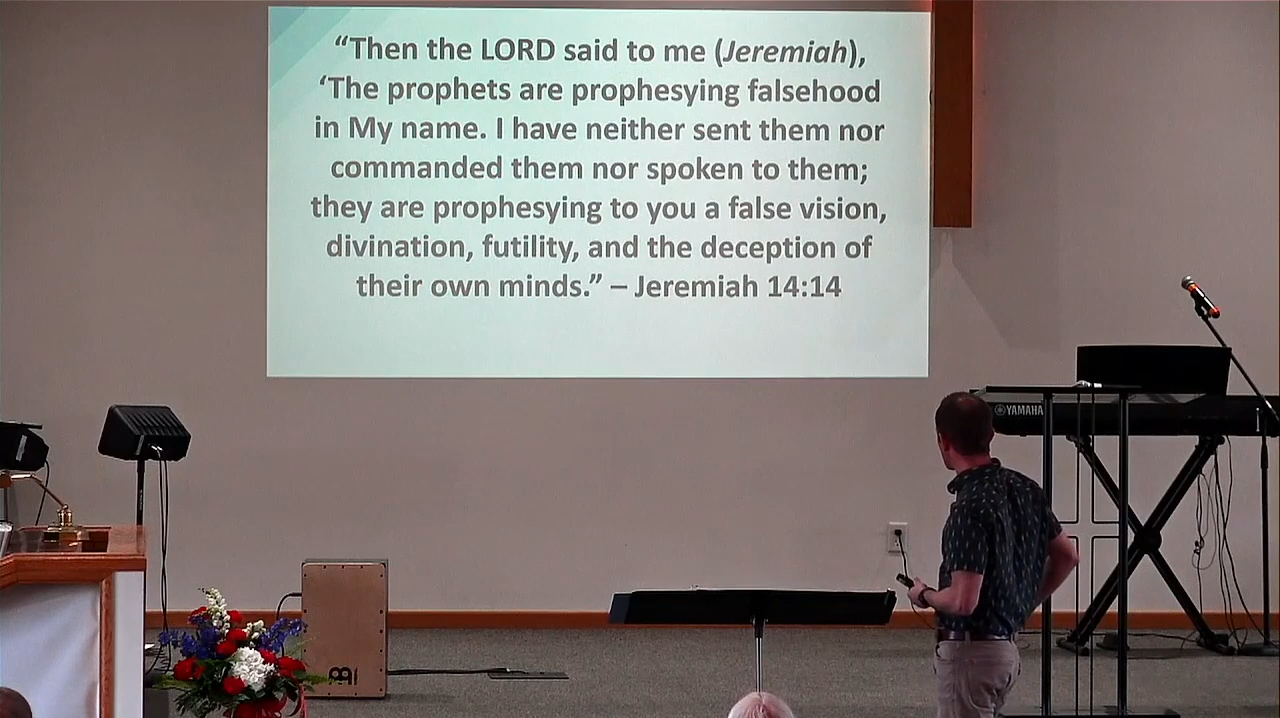 “Then the LORD said to me (Jeremiah),
‘The prophets are prophesying falsehood
in My name. I have neither sent them nor
commanded them nor spoken to them;
they are prophesying to you a false vision,
divination, futility, and the deception of
their own minds.” – Jeremiah 14:14
YAMAHA